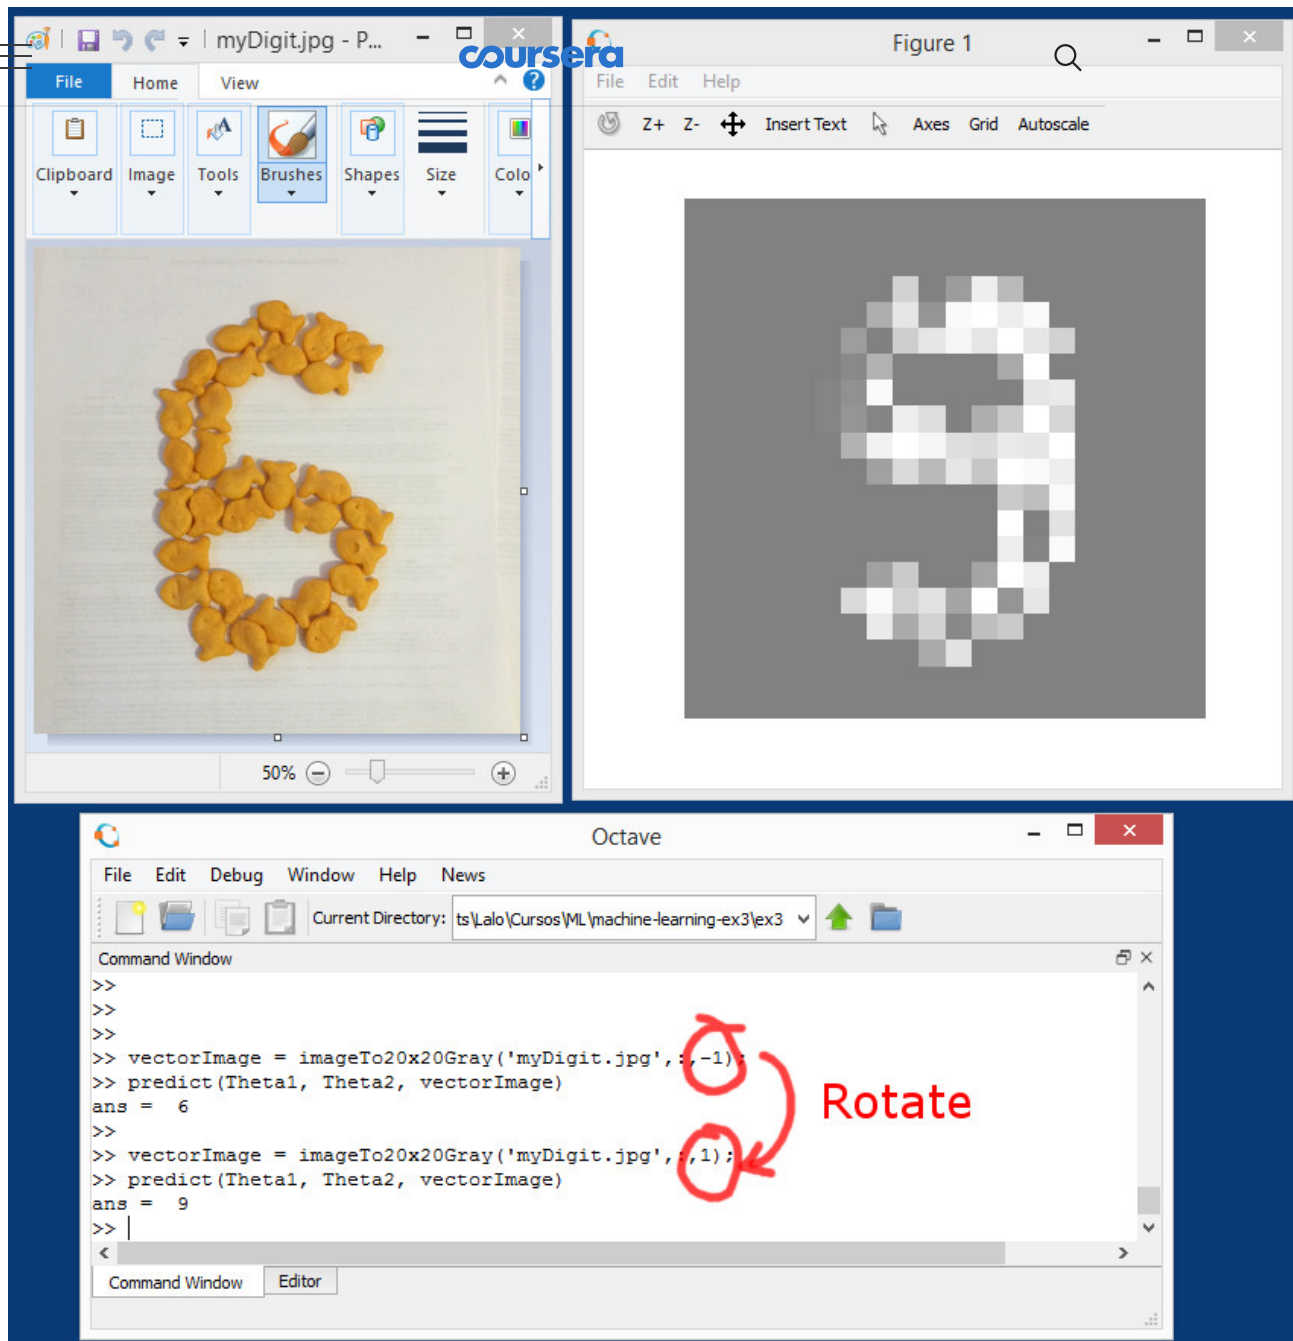 myDigit.jpg - P...
coursera
File Home View
Clipboard Image Tools Brushes Shapes Size Colo
50%
Figure 1
File Edit Help
Z+ Z- Insert Text Axes Grid Autoscale
Octave
File Edit Debug Window Help News
Current Directory: ts\Lalo\Cursos\ML\machine-learning-ex3\ex3
Command Window
>>
>>
>>
>> vectorImage = imageTo20x20Gray('myDigit.jpg',:,-1);
>> predict(Theta1, Theta2, vectorImage)
ans =  6
>>
>> vectorImage = imageTo20x20Gray('myDigit.jpg',:,1);
>> predict(Theta1, Theta2, vectorImage)
ans =  9
>>
Rotate
Command Window Editor